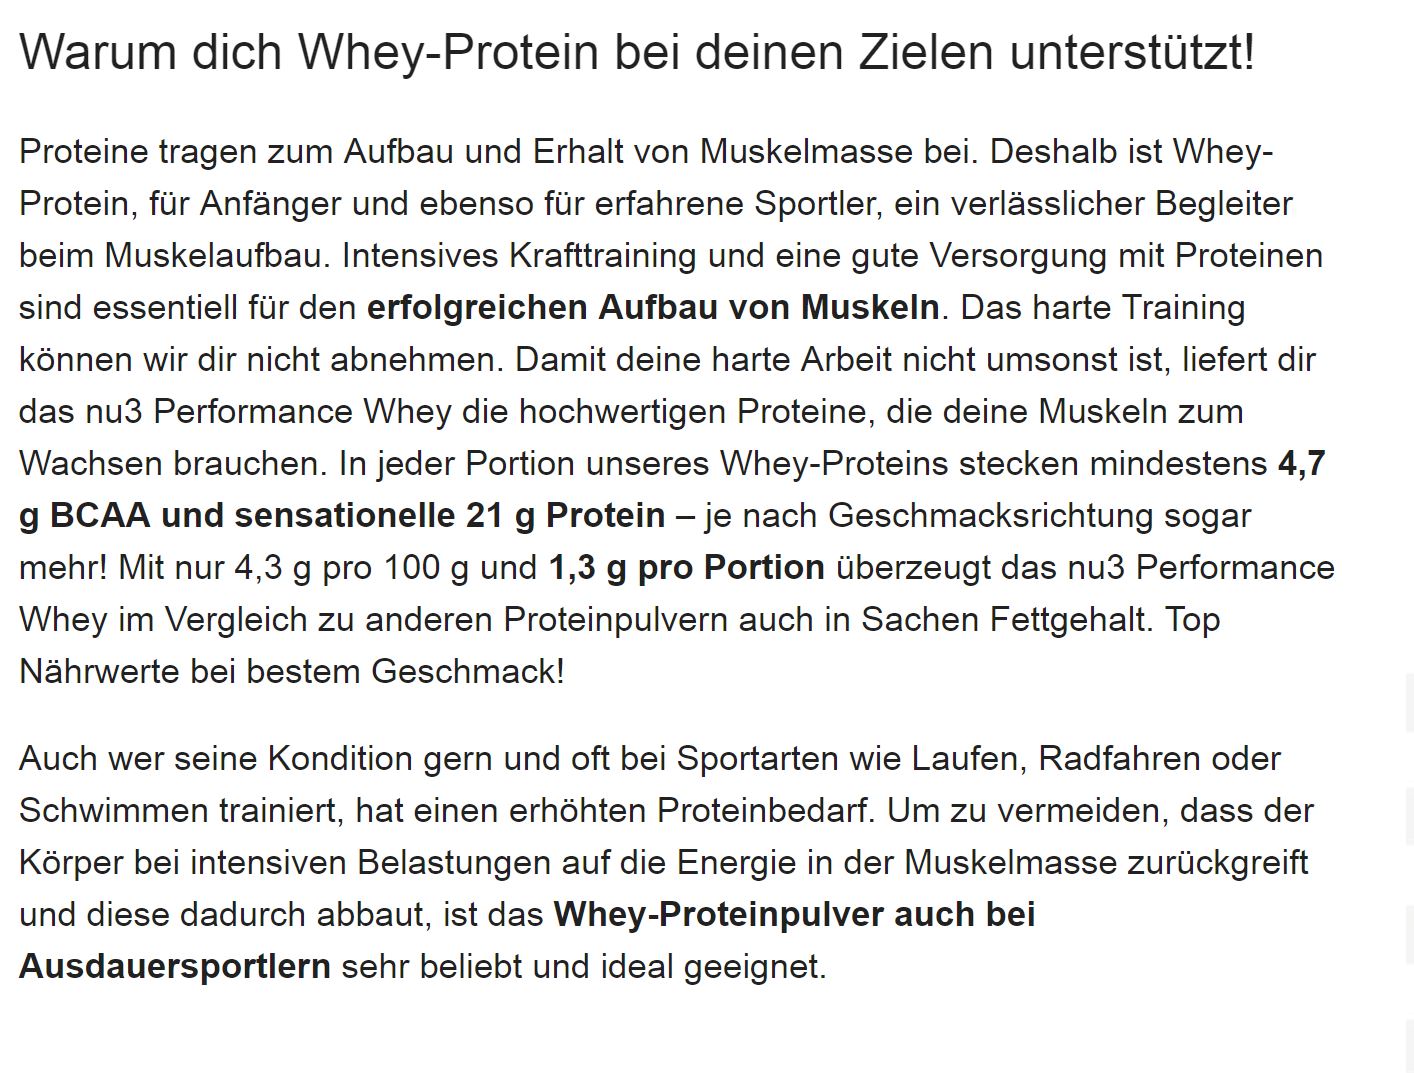 Warum dich Whey-Protein bei deinen Zielen unterstützt!
Proteine tragen zum Aufbau und Erhalt von Muskelmasse bei. Deshalb ist Whey-
Protein, für Anfänger und ebenso für erfahrene Sportler, ein verlässlicher Begleiter
beim Muskelaufbau. Intensives Krafttraining und eine gute Versorgung mit Proteinen
sind essentiell für den erfolgreichen Aufbau von Muskeln. Das harte Training
können wir dir nicht abnehmen. Damit deine harte Arbeit nicht umsonst ist, liefert dir
das nu3 Performance Whey die hochwertigen Proteine, die deine Muskeln zum
Wachsen brauchen. In jeder Portion unseres Whey-Proteins stecken mindestens 4,7
g BCAA und sensationelle 21 g Protein – je nach Geschmacksrichtung sogar
mehr! Mit nur 4,3 g pro 100 g und 1,3 g pro Portion überzeugt das nu3 Performance
Whey im Vergleich zu anderen Proteinpulvern auch in Sachen Fettgehalt. Top
Nährwerte bei bestem Geschmack!
Auch wer seine Kondition gern und oft bei Sportarten wie Laufen, Radfahren oder
Schwimmen trainiert, hat einen erhöhten Proteinbedarf. Um zu vermeiden, dass der
Körper bei intensiven Belastungen auf die Energie in der Muskelmasse zurückgreift
und diese dadurch abbaut, ist das Whey-Proteinpulver auch bei
Ausdauersportlern sehr beliebt und ideal geeignet.